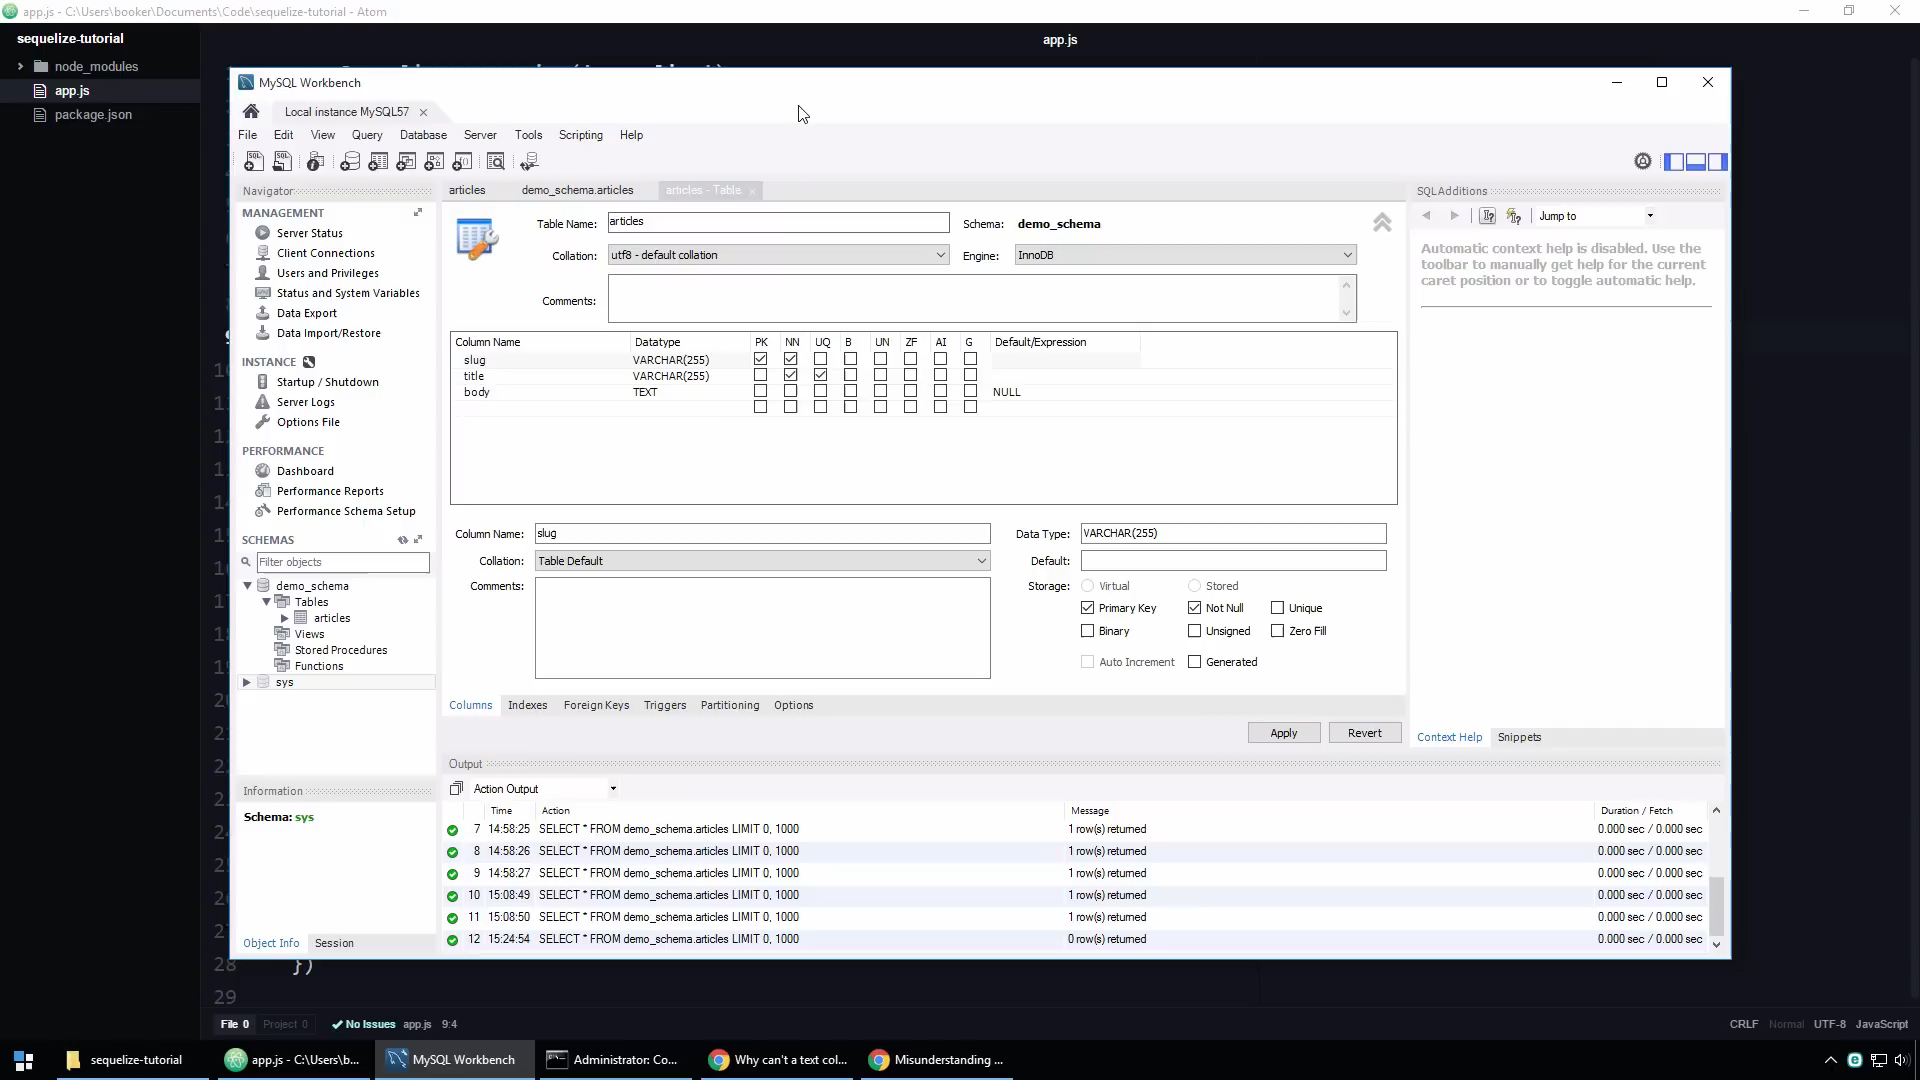 app.js - C:\Users\booker\Documents\Code\sequelize-tutorial - Atom
sequelize-tutorial
node_modules
app.js
package.json
app.js
MySQL Workbench
Local instance MySQL57
File Edit View Query Database Server Tools Scripting Help
Navigator
MANAGEMENT
Server Status
Client Connections
Users and Privileges
Status and System Variables
Data Export
Data Import/Restore
INSTANCE
Startup / Shutdown
Server Logs
Options File
PERFORMANCE
Dashboard
Performance Reports
Performance Schema Setup
SCHEMAS
Filter objects
demo_schema
Tables
articles
Views
Stored Procedures
Functions
sys
Information
Schema: sys
Object Info Session
articles demo_schema.articles articles - Table
Table Name: articles Schema: demo_schema
Collation: utf8 - default collation Engine: InnoDB
Comments:
Column Name Datatype PK NN UQ B UN ZF AI G Default/Expression
slug VARCHAR(255)
title VARCHAR(255)
body TEXT NULL
Column Name: slug Data Type: VARCHAR(255)
Collation: Table Default Default:
Comments: Storage: Virtual Stored
Primary Key Not Null Unique
Binary Unsigned Zero Fill
Auto Increment Generated
Columns Indexes Foreign Keys Triggers Partitioning Options
Apply Revert
SQLAdditions
Jump to
Automatic context help is disabled. Use the
toolbar to manually get help for the current
caret position or to toggle automatic help.
Context Help Snippets
Output
Action Output
Time Action Message Duration / Fetch
7 14:58:25 SELECT * FROM demo_schema.articles LIMIT 0, 1000 1 row(s) returned 0.000 sec / 0.000 sec
8 14:58:26 SELECT * FROM demo_schema.articles LIMIT 0, 1000 1 row(s) returned 0.000 sec / 0.000 sec
9 14:58:27 SELECT * FROM demo_schema.articles LIMIT 0, 1000 1 row(s) returned 0.000 sec / 0.000 sec
10 15:08:49 SELECT * FROM demo_schema.articles LIMIT 0, 1000 1 row(s) returned 0.000 sec / 0.000 sec
11 15:08:50 SELECT * FROM demo_schema.articles LIMIT 0, 1000 1 row(s) returned 0.000 sec / 0.000 sec
12 15:24:54 SELECT * FROM demo_schema.articles LIMIT 0, 1000 0 row(s) returned 0.000 sec / 0.000 sec
28 })
29
File 0 Project 0 No Issues app.js 9:4 CRLF Normal UTF-8 JavaScript
sequelize-tutorial app.js - C:\Users\b... MySQL Workbench Administrator: Co... Why can't a text col... Misunderstanding ...